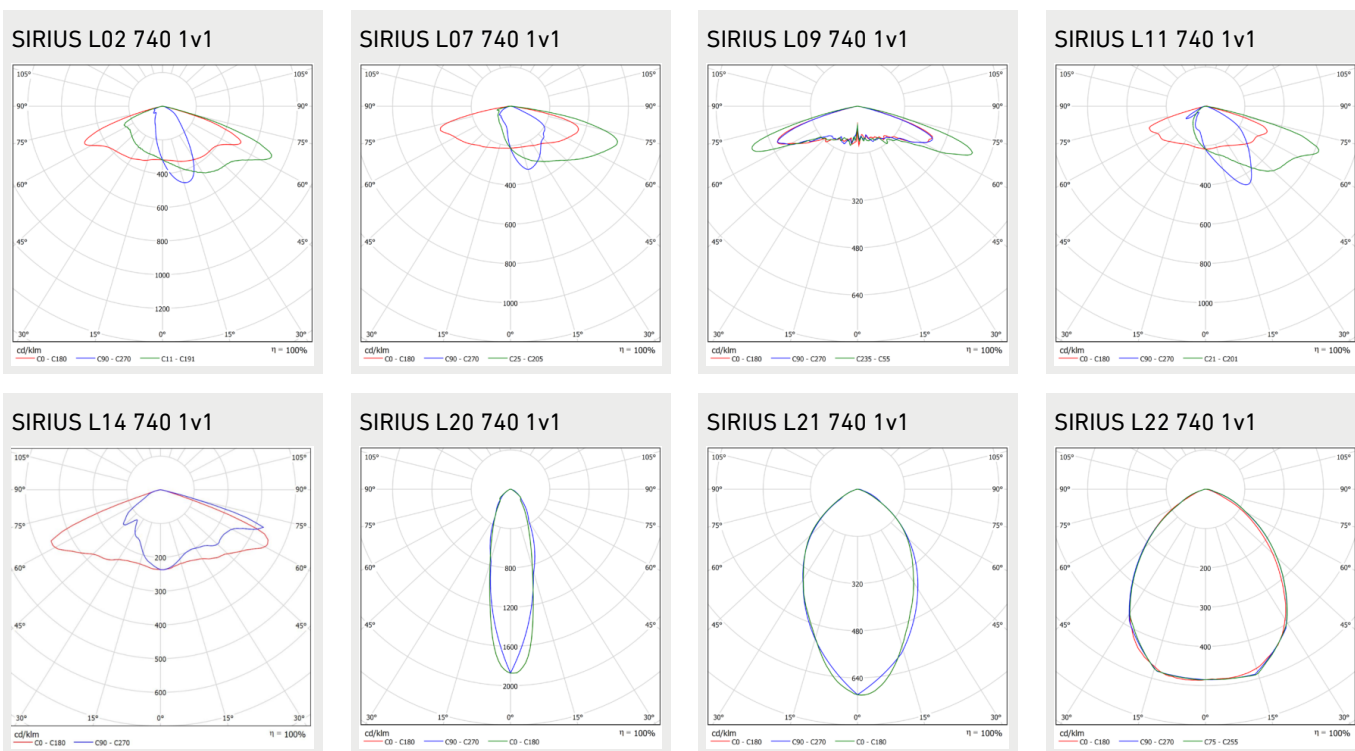 SIRIUS L02 740 1v1
105° 105°
90° 90°
75° 75°
60° 60°
45° 45°
400
600
800
1000
1200
30° 15° 0° 15° 30°
cd/klm η = 100%
C0 - C180 C90 - C270 C11 - C191
SIRIUS L07 740 1v1
105° 105°
90° 90°
75° 75°
60° 60°
45° 45°
400
600
800
1000
30° 15° 0° 15° 30°
cd/klm η = 100%
C0 - C180 C90 - C270 C25 - C205
SIRIUS L09 740 1v1
105° 105°
90° 90°
75° 75°
60° 60°
45° 45°
320
480
640
30° 15° 0° 15° 30°
cd/klm η = 100%
C0 - C180 C90 - C270 C235 - C55
SIRIUS L11 740 1v1
105° 105°
90° 90°
75° 75°
60° 60°
45° 45°
400
600
800
1000
30° 15° 0° 15° 30°
cd/klm η = 100%
C0 - C180 C90 - C270 C21 - C201
SIRIUS L14 740 1v1
105° 105°
90° 90°
75° 75°
60° 60°
45° 45°
200
300
400
500
600
30° 15° 0° 15° 30°
cd/klm η = 100%
C0 - C180 C90 - C270
SIRIUS L20 740 1v1
105° 105°
90° 90°
75° 75°
60° 60°
45° 45°
800
1200
1600
2000
30° 15° 0° 15° 30°
cd/klm η = 100%
C0 - C180 C90 - C270 C0 - C180
SIRIUS L21 740 1v1
105° 105°
90° 90°
75° 75°
60° 60°
45° 45°
320
480
640
30° 15° 0° 15° 30°
cd/klm η = 100%
C0 - C180 C90 - C270 C0 - C180
SIRIUS L22 740 1v1
105° 105°
90° 90°
75° 75°
60° 60°
45° 45°
200
300
400
30° 15° 0° 15° 30°
cd/klm η = 100%
C0 - C180 C90 - C270 C75 - C255